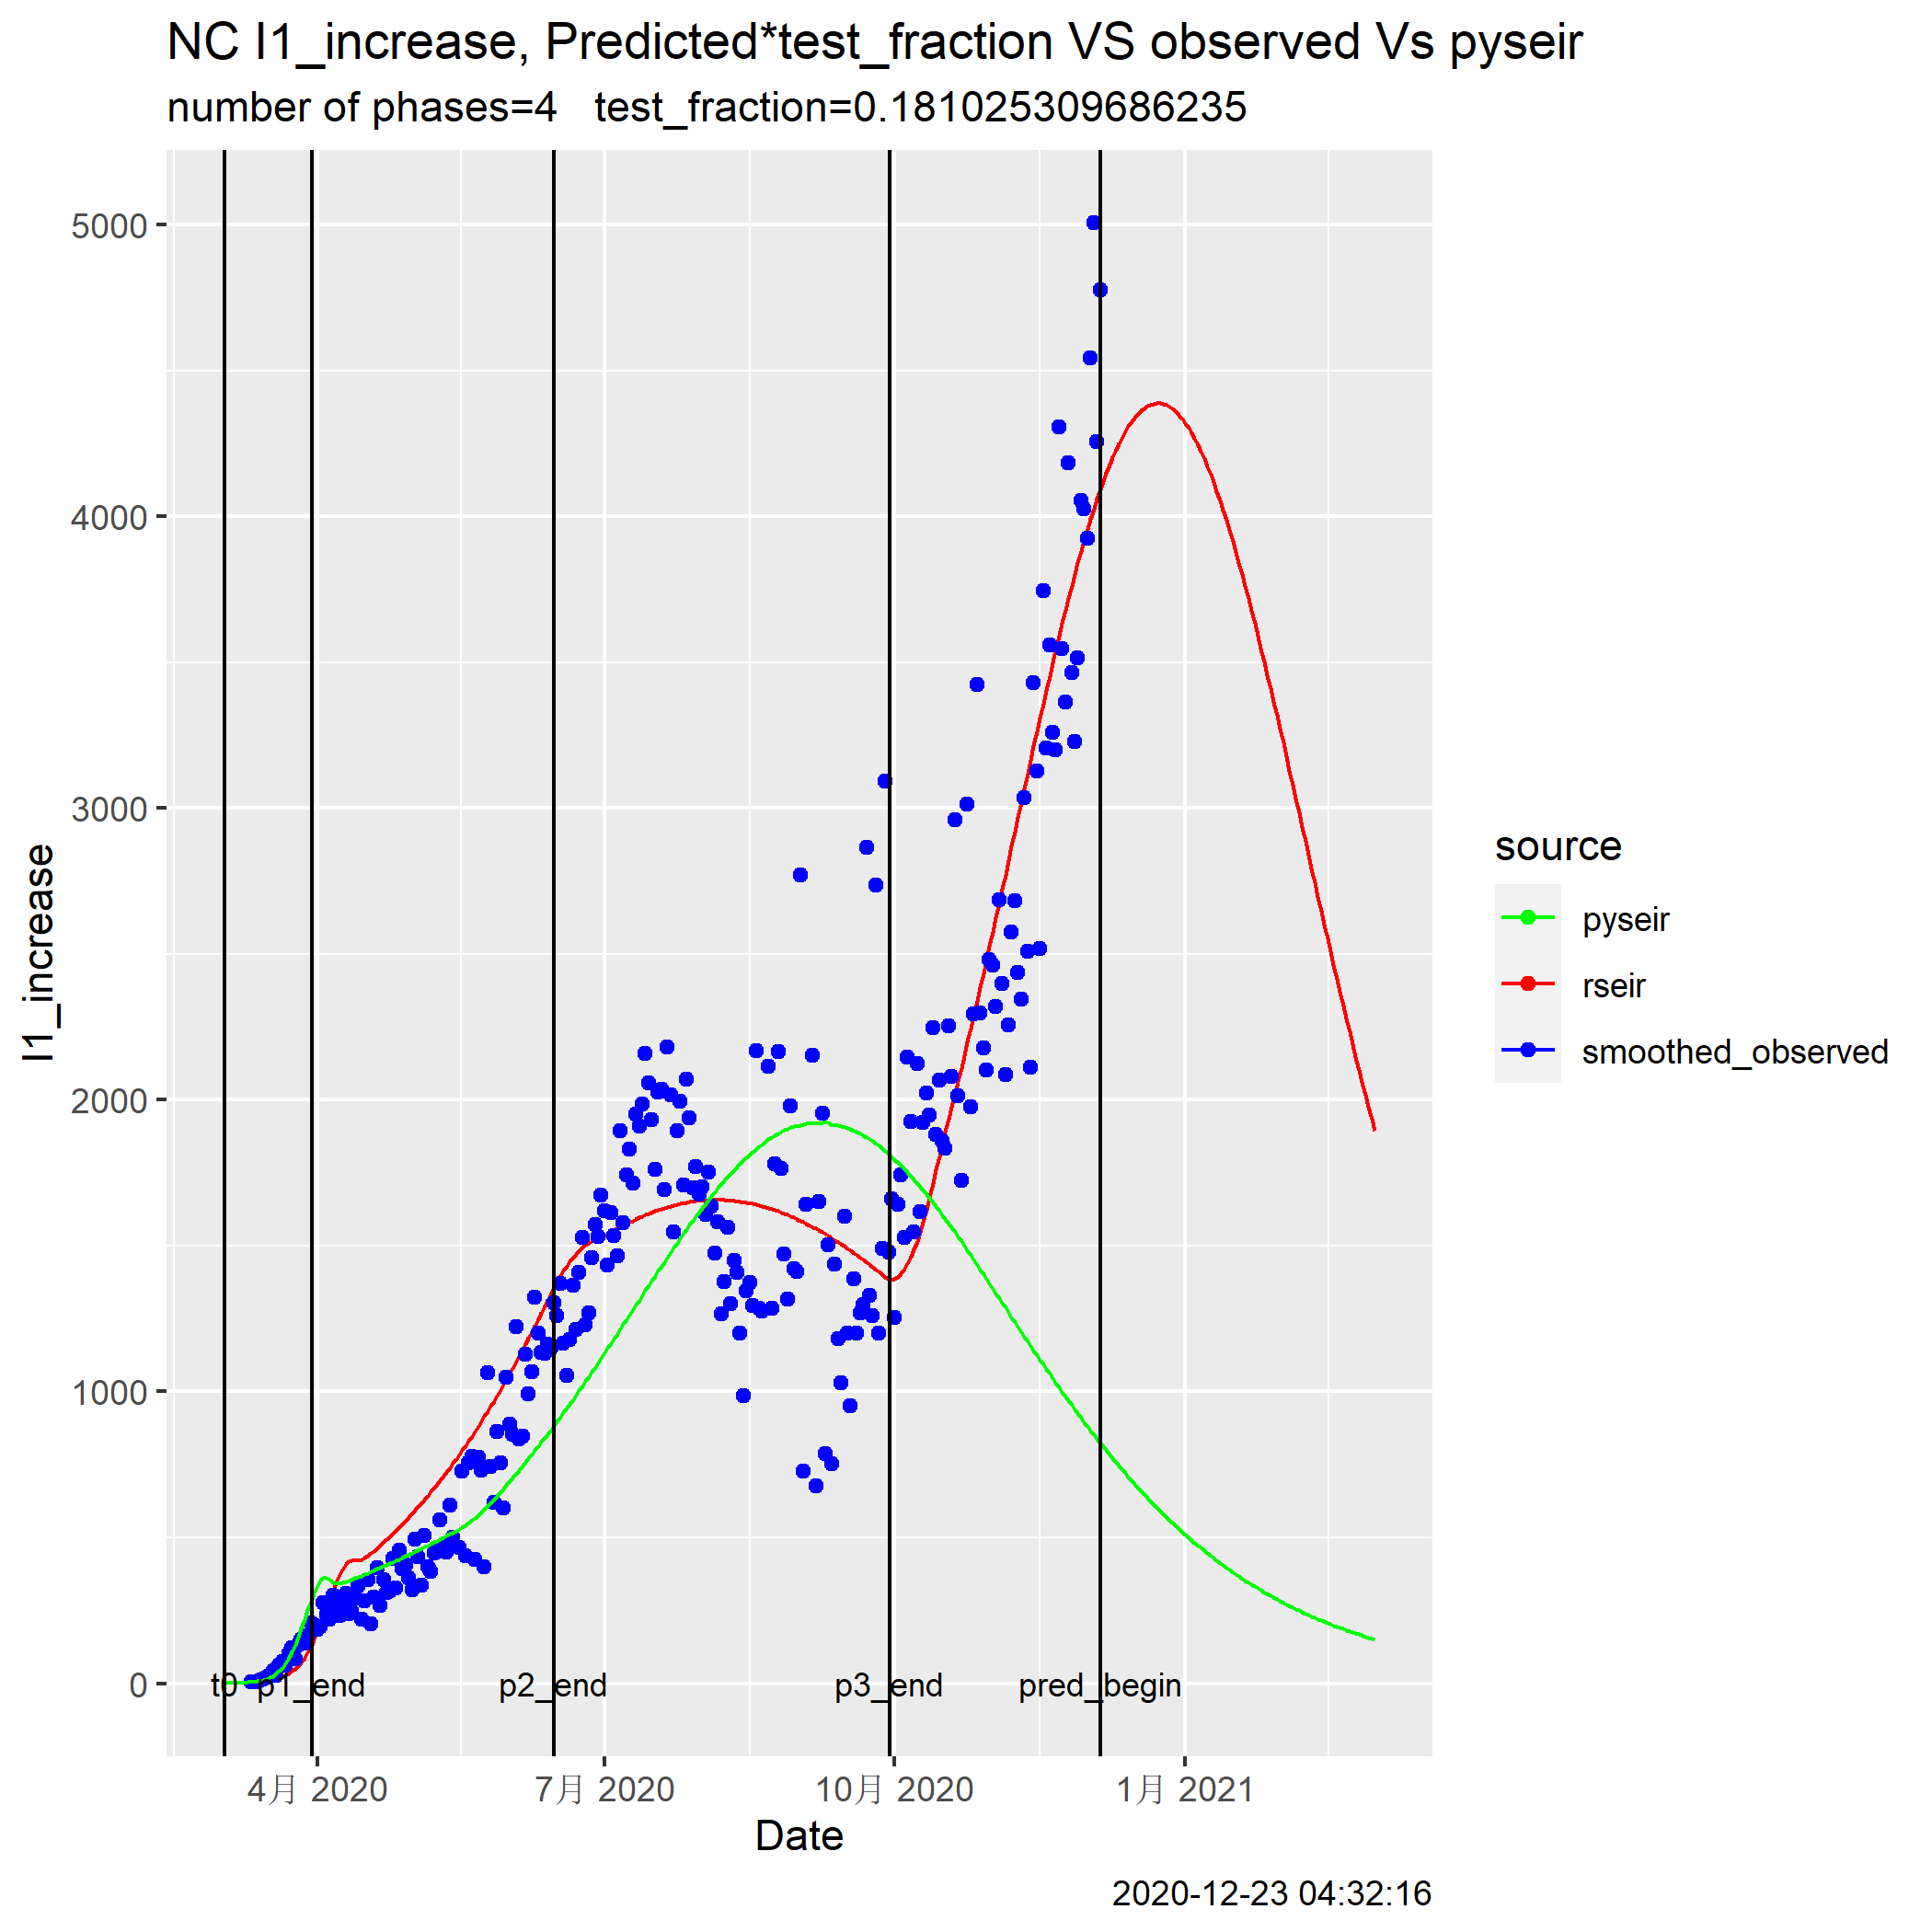 NC I1_increase, Predicted*test_fraction VS observed Vs pyseir
number of phases=4   test_fraction=0.181025309686235
5000
4000
3000
2000
1000
0
I1_increase
t0 p1_end p2_end p3_end pred_begin
4月 2020 7月 2020 10月 2020 1月 2021
Date
source
pyseir
rseir
smoothed_observed
2020-12-23 04:32:16